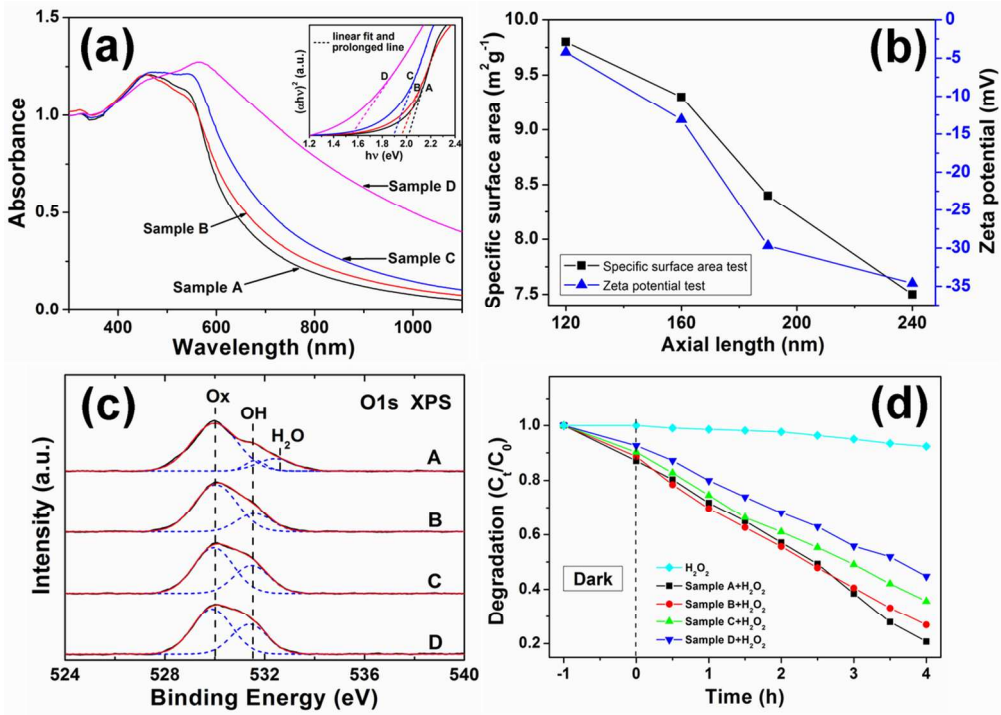 (a)
1.5
1.0
0.5
0.0
Absorbance
400 600 800 1000
Wavelength (nm)
Sample D
Sample B
Sample C
Sample A
linear fit and
prolonged line
D C
B A
(αhν)² (a.u.)
1.2 1.4 1.6 1.8 2.0 2.2 2.4
hν (eV)
(b)
10.0
9.5
9.0
8.5
8.0
7.5
Specific surface area (m² g⁻¹)
0
-5
-10
-15
-20
-25
-30
-35
Zeta potential (mV)
Specific surface area test
Zeta potential test
120 160 200 240
Axial length (nm)
(c)
Ox
OH
H₂O
O1s XPS
A
B
C
D
Intensity (a.u.)
524 528 532 536 540
Binding Energy (eV)
(d)
1.0
0.8
0.6
0.4
0.2
Degradation (Cₜ/C₀)
Dark
H₂O₂
Sample A+H₂O₂
Sample B+H₂O₂
Sample C+H₂O₂
Sample D+H₂O₂
-1 0 1 2 3 4
Time (h)